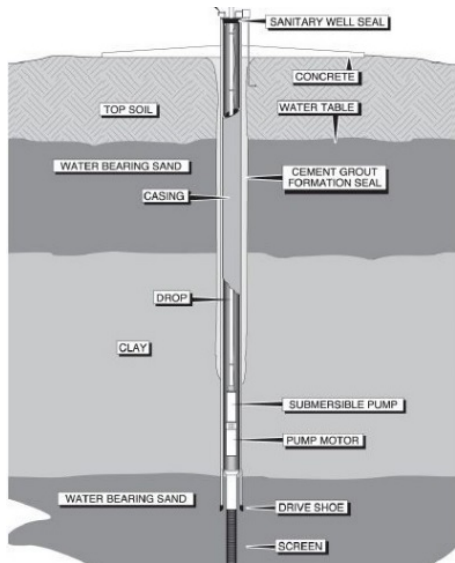 SANITARY WELL SEAL
CONCRETE
TOP SOIL
WATER TABLE
WATER BEARING SAND
CEMENT GROUT
FORMATION SEAL
CASING
DROP
CLAY
SUBMERSIBLE PUMP
PUMP MOTOR
WATER BEARING SAND
DRIVE SHOE
SCREEN